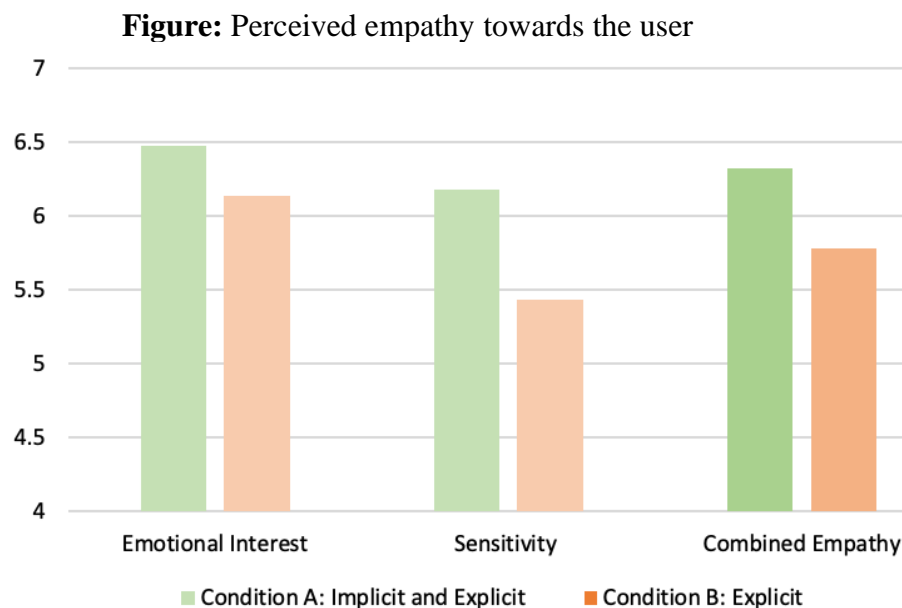 Figure: Perceived empathy towards the user
7
6.5
6
5.5
5
4.5
4
Emotional Interest Sensitivity Combined Empathy
Condition A: Implicit and Explicit Condition B: Explicit